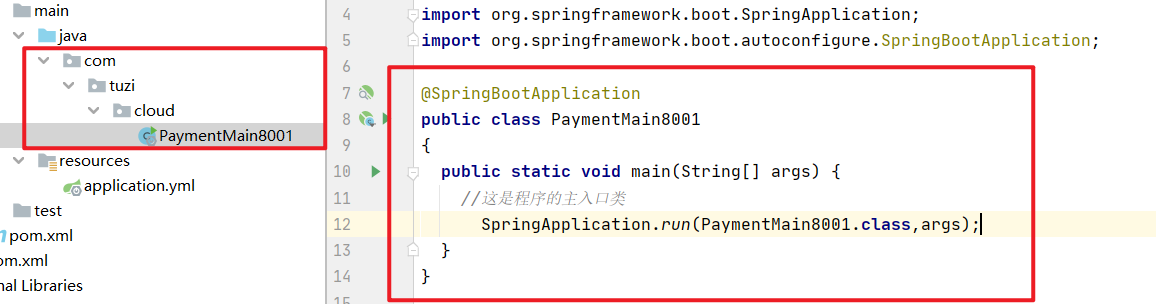 main
java
com
tuzi
cloud
PaymentMain8001
resources
application.yml
test
pom.xml
om.xml
nal Libraries
4 import org.springframework.boot.SpringApplication;
5 import org.springframework.boot.autoconfigure.SpringBootApplication;
6
7 @SpringBootApplication
8 public class PaymentMain8001
9 {
10 public static void main(String[] args) {
11 //这是程序的主入口类
12 SpringApplication.run(PaymentMain8001.class,args);
13 }
14 }